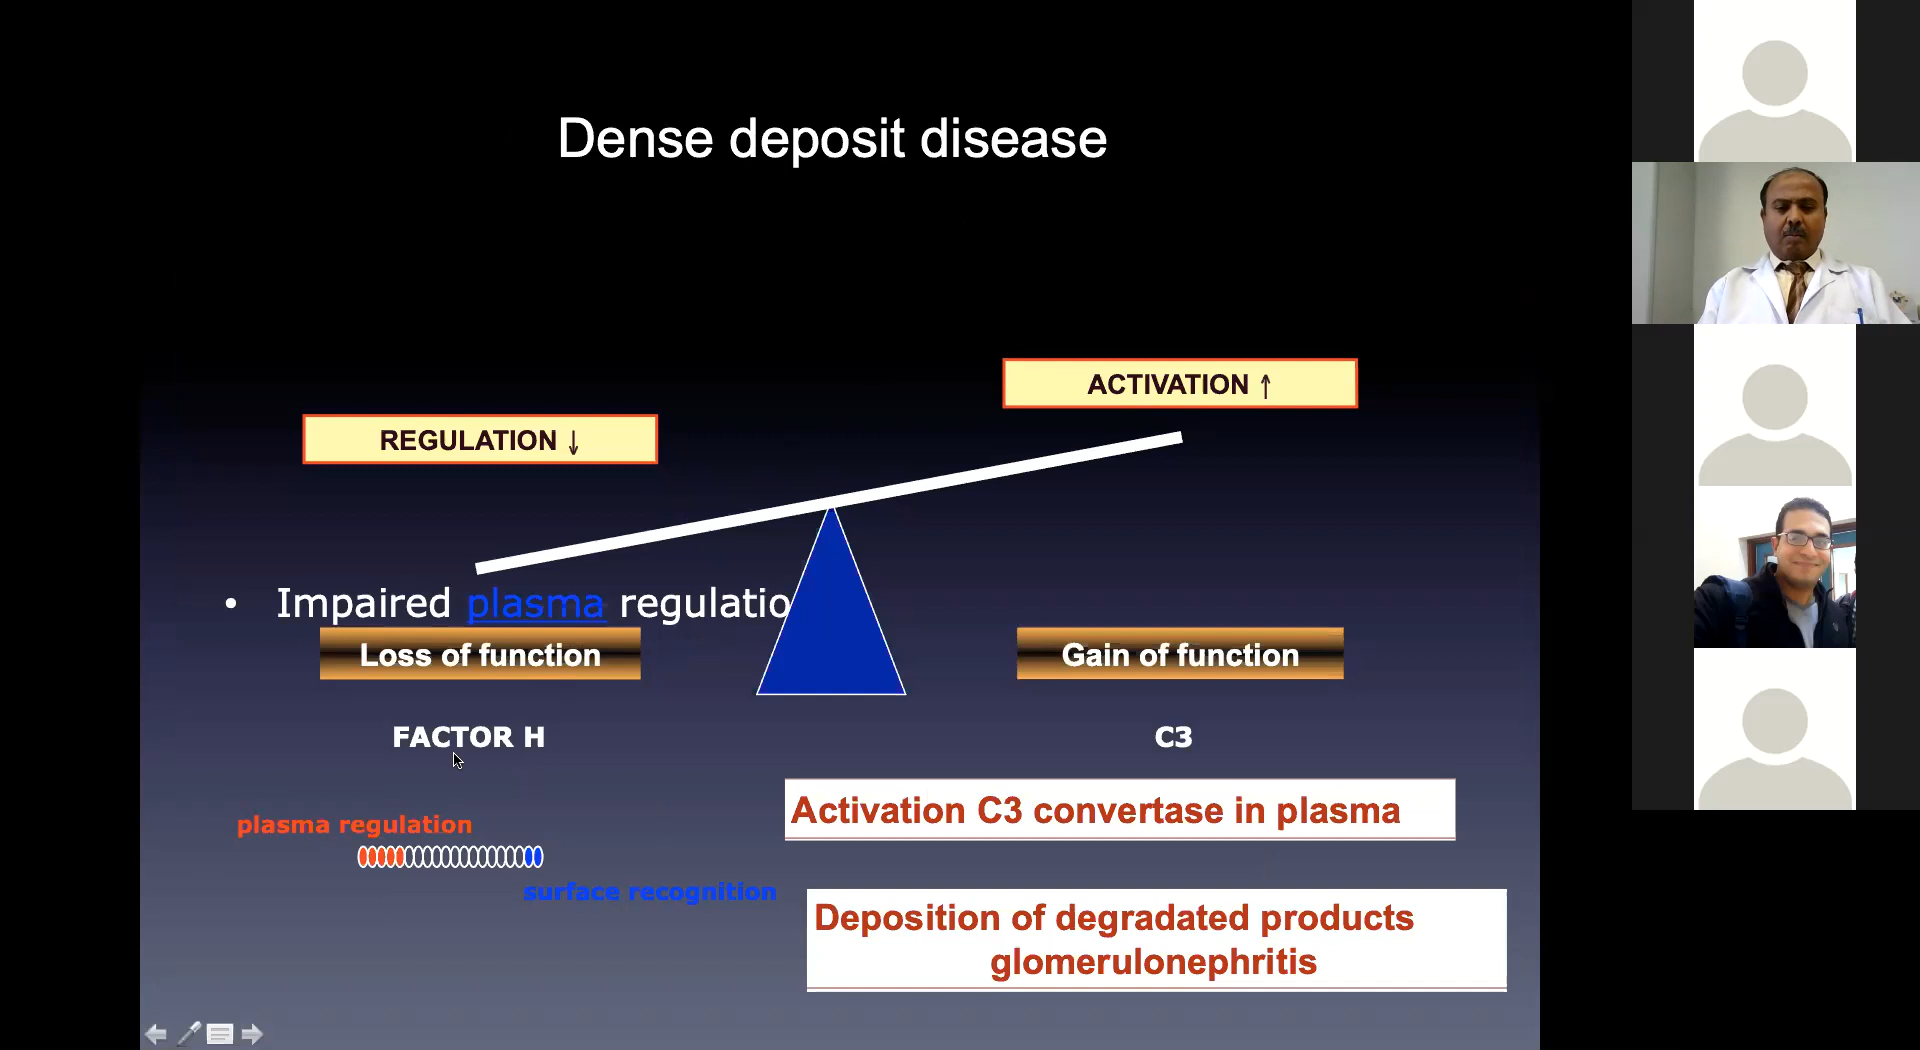 Dense deposit disease
ACTIVATION ↑
REGULATION ↓
• Impaired plasma regulatio
Loss of function
Gain of function
FACTOR H
C3
Activation C3 convertase in plasma
plasma regulation
surface recognition
Deposition of degradated products
glomerulonephritis